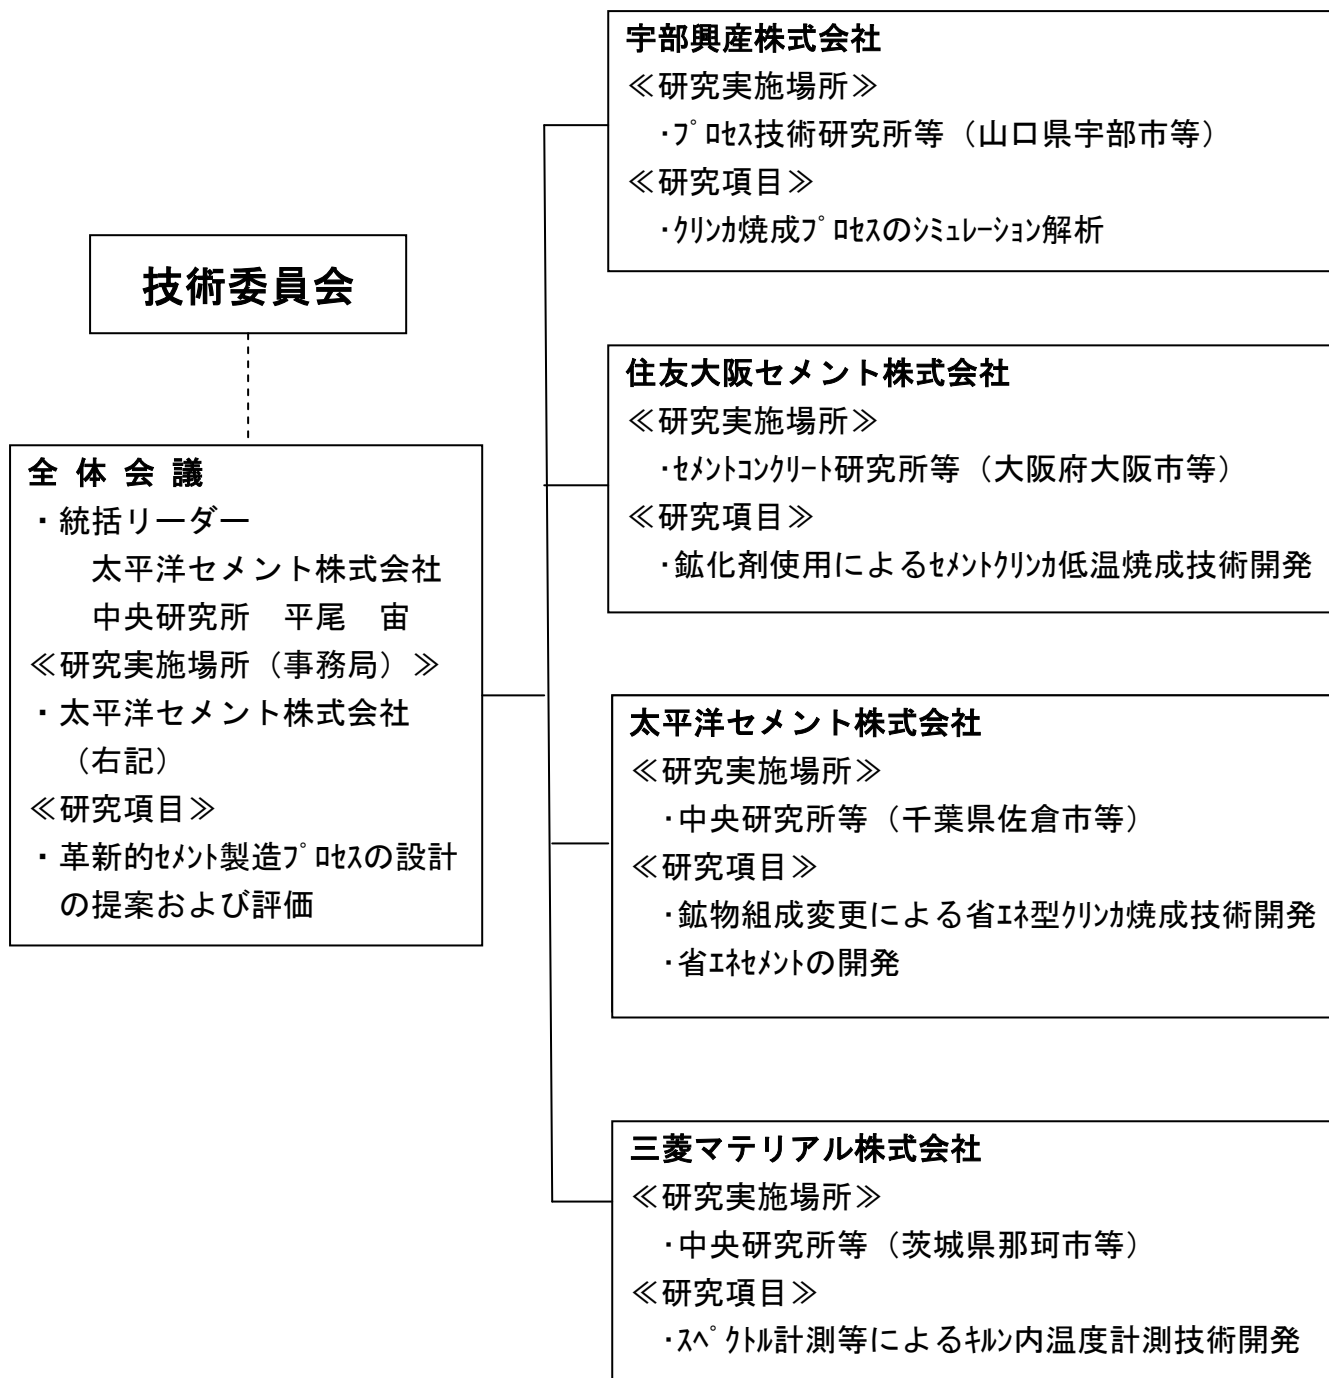 技術委員会
全 体 会 議
・統括リーダー
太平洋セメント株式会社
中央研究所　平尾　宙
≪研究実施場所（事務局）≫
・太平洋セメント株式会社
（右記）
≪研究項目≫
・革新的ｾﾒﾝﾄ製造ﾌﾟﾛｾｽの設計
の提案および評価
宇部興産株式会社
≪研究実施場所≫
・ﾌﾟﾛｾｽ技術研究所等（山口県宇部市等）
≪研究項目≫
・ｸﾘﾝｶ焼成ﾌﾟﾛｾｽのｼﾐｭﾚｰｼｮﾝ解析
住友大阪セメント株式会社
≪研究実施場所≫
・ｾﾒﾝﾄｺﾝｸﾘｰﾄ研究所等（大阪府大阪市等）
≪研究項目≫
・鉱化剤使用によるｾﾒﾝﾄｸﾘﾝｶ低温焼成技術開発
太平洋セメント株式会社
≪研究実施場所≫
・中央研究所等（千葉県佐倉市等）
≪研究項目≫
・鉱物組成変更による省ｴﾈ型ｸﾘﾝｶ焼成技術開発
・省ｴﾈｾﾒﾝﾄの開発
三菱マテリアル株式会社
≪研究実施場所≫
・中央研究所等（茨城県那珂市等）
≪研究項目≫
・ｽﾍﾟｸﾄﾙ計測等によるｷﾙﾝ内温度計測技術開発